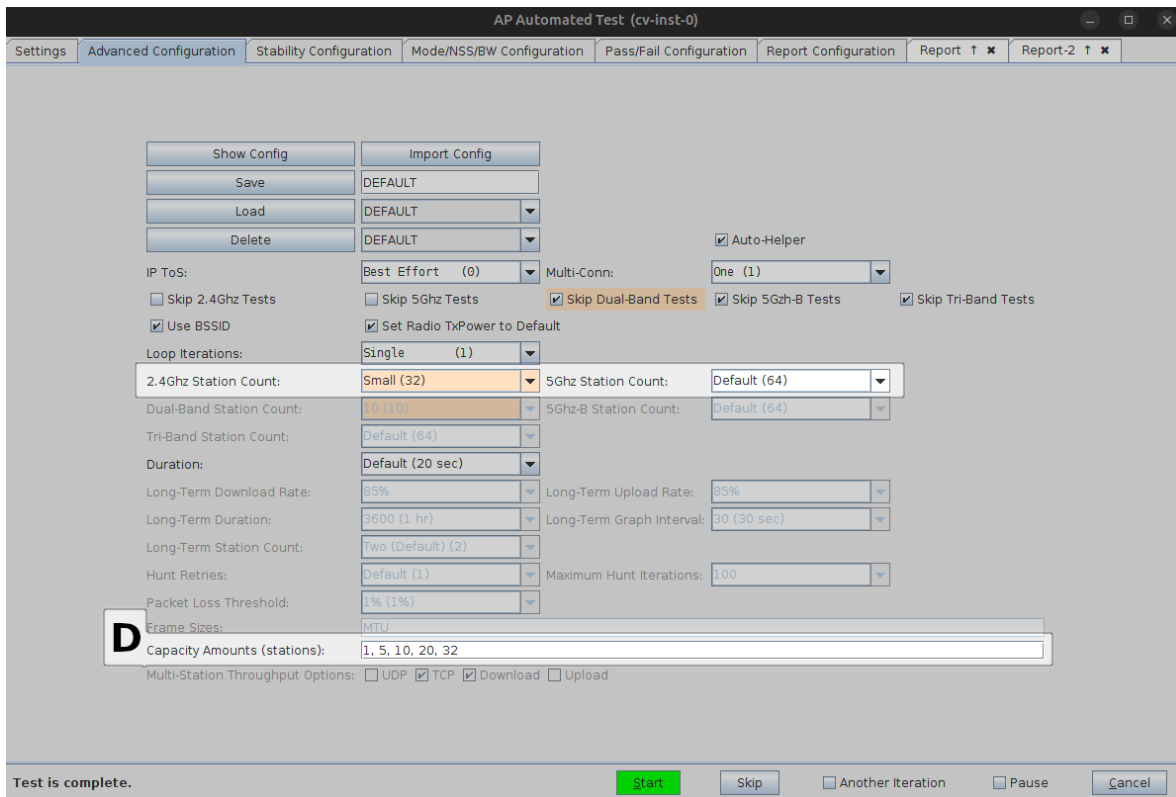 AP Automated Test (cv-inst-0)
Settings Advanced Configuration Stability Configuration Mode/NSS/BW Configuration Pass/Fail Configuration Report Configuration Report ↑ ✖ Report-2 ↑ ✖
Show Config Import Config
Save DEFAULT
Load DEFAULT
Delete DEFAULT Auto-Helper
IP ToS: Best Effort (0) Multi-Conn: One (1)
Skip 2.4Ghz Tests Skip 5Ghz Tests Skip Dual-Band Tests Skip 5Gzh-B Tests Skip Tri-Band Tests
Use BSSID Set Radio TxPower to Default
Loop Iterations: Single (1)
2.4Ghz Station Count: Small (32) 5Ghz Station Count: Default (64)
Dual-Band Station Count: 10 (10) 5Ghz-B Station Count: Default (64)
Tri-Band Station Count: Default (64)
Duration: Default (20 sec)
Long-Term Download Rate: 85% Long-Term Upload Rate: 85%
Long-Term Duration: 3600 (1 hr) Long-Term Graph Interval: 30 (30 sec)
Long-Term Station Count: Two (Default) (2)
Hunt Retries: Default (1) Maximum Hunt Iterations: 100
Packet Loss Threshold: 1% (1%)
Frame Sizes: MTU
D
Capacity Amounts (stations): 1, 5, 10, 20, 32
Multi-Station Throughput Options: UDP TCP Download Upload
Test is complete. Start Skip Another Iteration Pause Cancel